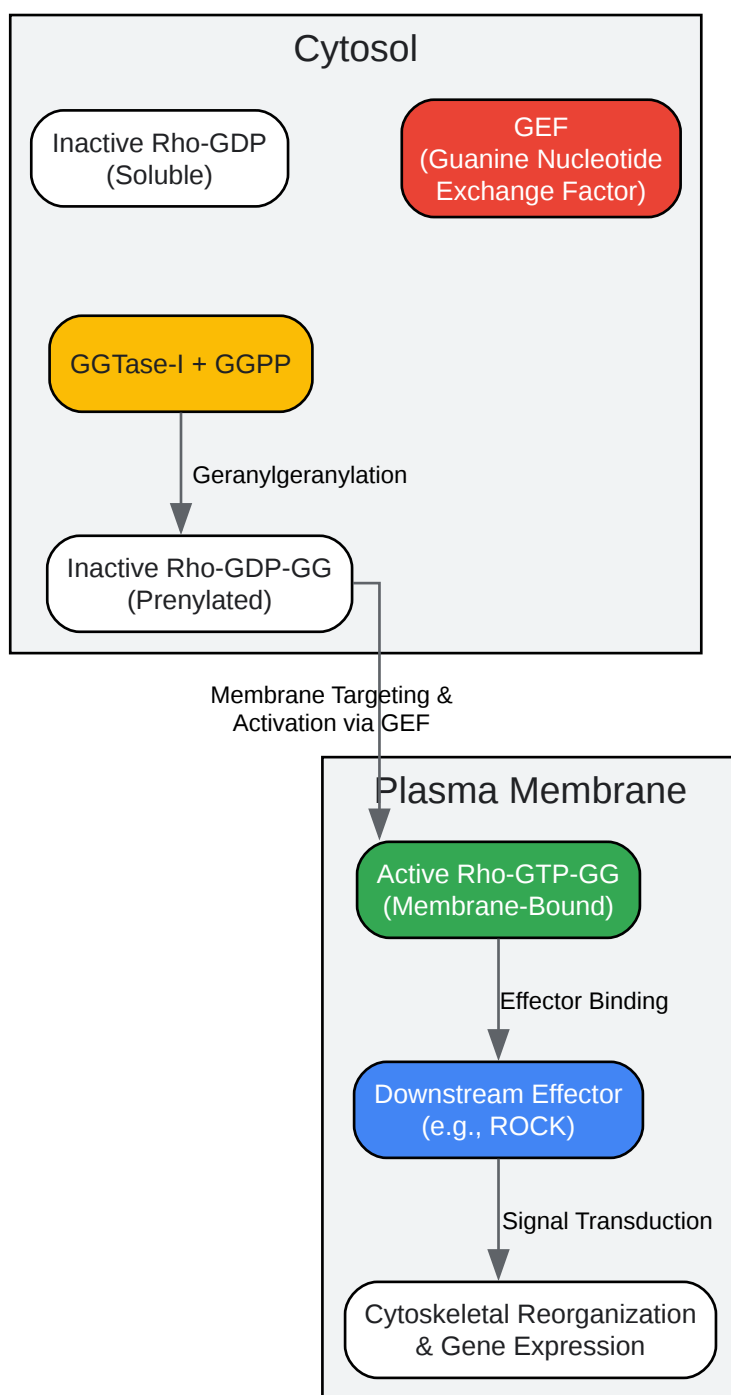 Cytosol
Inactive Rho-GDP
(Soluble)
GEF
(Guanine Nucleotide
Exchange Factor)
GGTase-I + GGPP
Geranylgeranylation
Inactive Rho-GDP-GG
(Prenylated)
Membrane Targeting &
Activation via GEF
Plasma Membrane
Active Rho-GTP-GG
(Membrane-Bound)
Effector Binding
Downstream Effector
(e.g., ROCK)
Signal Transduction
Cytoskeletal Reorganization
& Gene Expression